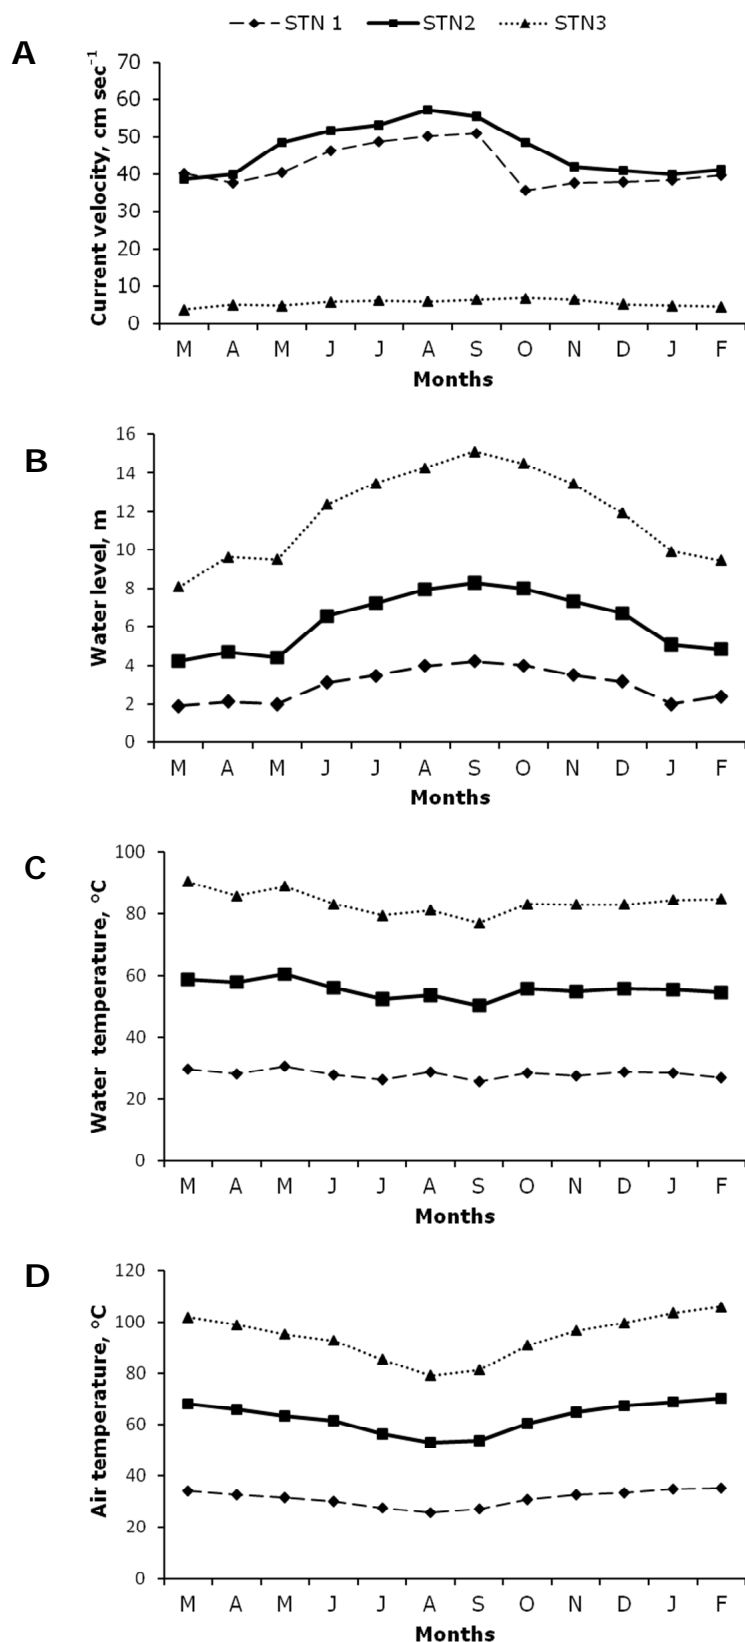 STN 1 STN2 STN3
A
Current velocity, cm sec⁻¹
70
60
50
40
30
20
10
0
M A M J J A S O N D J F
Months
B
Water level, m
16
14
12
10
8
6
4
2
0
M A M J J A S O N D J F
Months
C
Water temperature, °C
100
80
60
40
20
0
M A M J J A S O N D J F
Months
D
Air temperature, °C
120
100
80
60
40
20
0
M A M J J A S O N D J F
Months